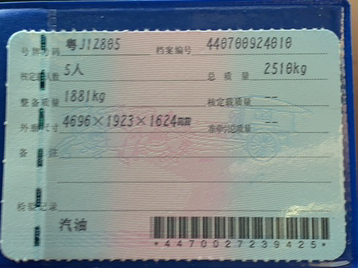 号牌号码 粤J1Z805 档案编号 440700924010
核定载人数 5人 总质量 2510kg
整备质量 1881kg 核定载质量 --
外廓尺寸 4696×1923×1624mm 准牵引总质量 --
备注
检验记录
汽油
*4470027239425*